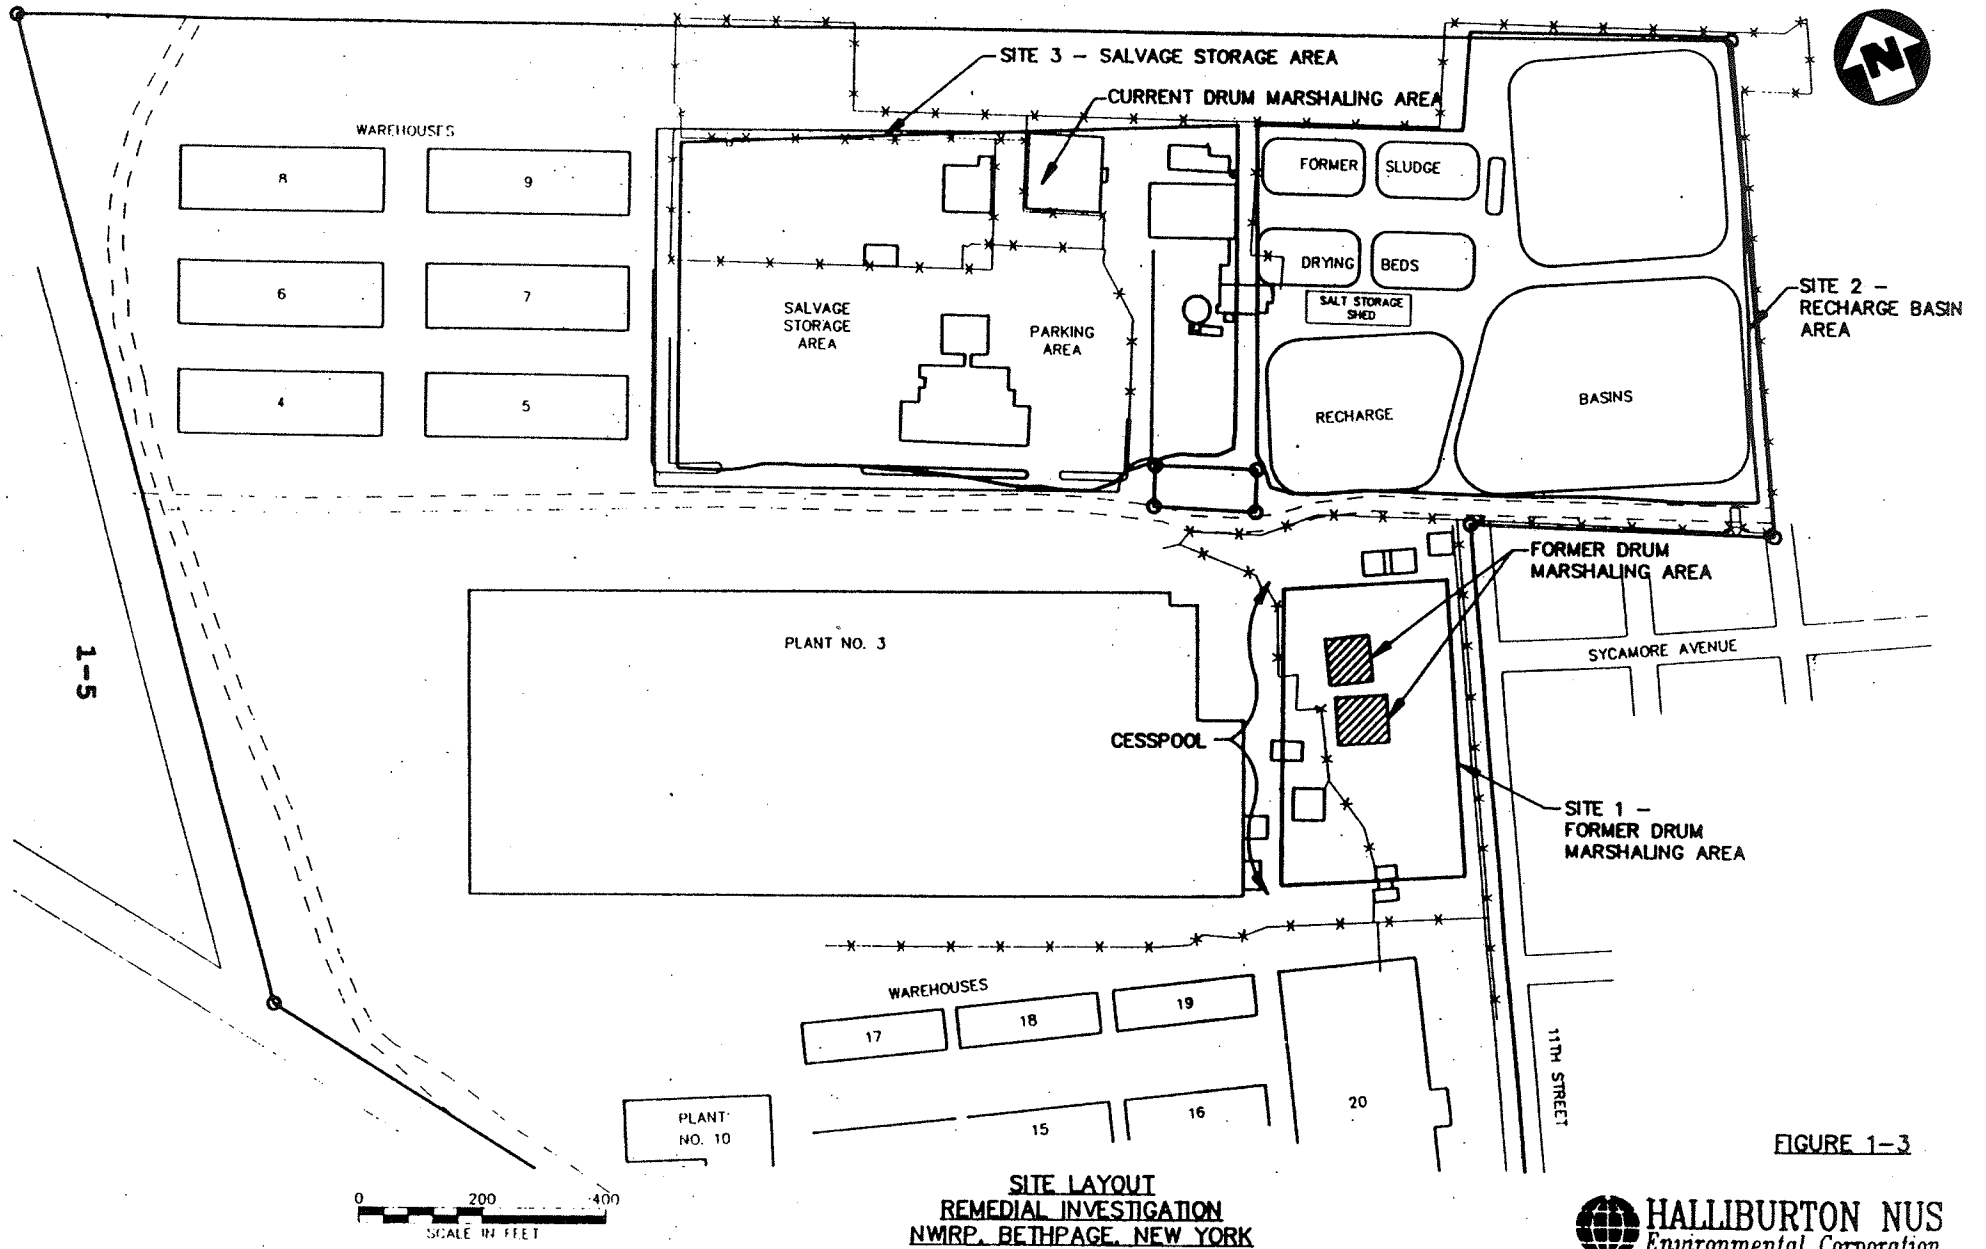 SITE 3 – SALVAGE STORAGE AREA
CURRENT DRUM MARSHALING AREA
N
WAREHOUSES
8
9
6
7
4
5
FORMER
SLUDGE
DRYING
BEDS
SALT STORAGE
SHED
SALVAGE
STORAGE
AREA
PARKING
AREA
RECHARGE
BASINS
SITE 2 –
RECHARGE BASIN
AREA
FORMER DRUM
MARSHALING AREA
SYCAMORE AVENUE
PLANT NO. 3
CESSPOOL
SITE 1 –
FORMER DRUM
MARSHALING AREA
1-5
WAREHOUSES
17
18
19
15
16
20
11TH STREET
PLANT
NO. 10
0 200 400
SCALE IN FEET
SITE LAYOUT
REMEDIAL INVESTIGATION
NWIRP, BETHPAGE, NEW YORK
FIGURE 1–3
HALLIBURTON NUS
Environmental Corporation